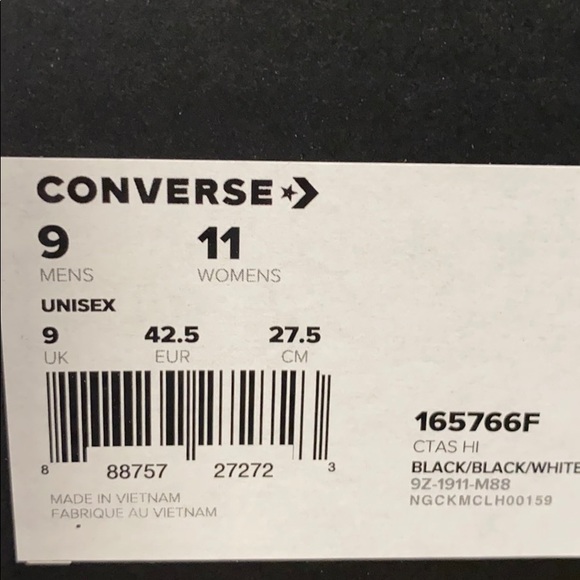 CONVERSE
9 11
MENS WOMENS
UNISEX
9 42.5 27.5
UK EUR CM
8 88757 27272 3
MADE IN VIETNAM
FABRIQUE AU VIETNAM
165766F
CTAS HI
BLACK/BLACK/WHITE
9Z-1911-M88
NGCKMCLH00159